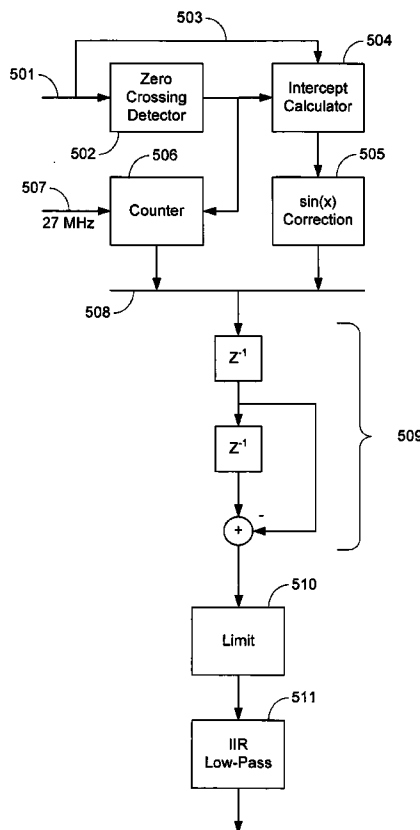 503
504
501
Zero
Crossing
Detector
Intercept
Calculator
502
506
505
507
27 MHz
Counter
sin(x)
Correction
508
Z-1
Z-1
509
-
+
510
Limit
511
IIR
Low-Pass